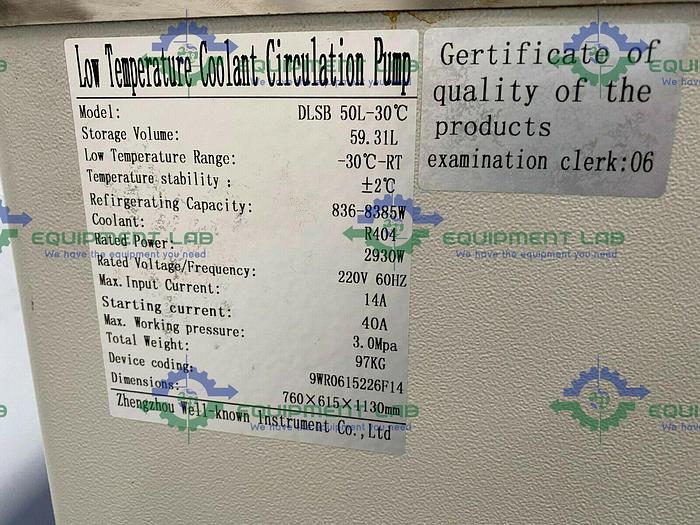 Low Temperature Coolant Circulation Pump
Model: DLSB 50L-30℃
Storage Volume: 59.31L
Low Temperature Range: -30℃-RT
Temperature stability : ±2℃
Refirgerating Capacity: 836-8385W
Coolant: R404
Rated Power: 2930W
Rated Voltage/Frequency: 220V 60HZ
Max.Input Current: 14A
Starting current: 40A
Max. Working pressure: 3.0Mpa
Total Weight: 97KG
Device coding: 9WR0615226F14
Dimensions: 760×615×1130mm
Zhengzhou Well-known Instrument Co.,Ltd
Gertificate of
quality of the
products
examination clerk:06
EQUIPMENT LAB
We have the equipment you need
EQUIPMENT LAB
We have the equipment you need